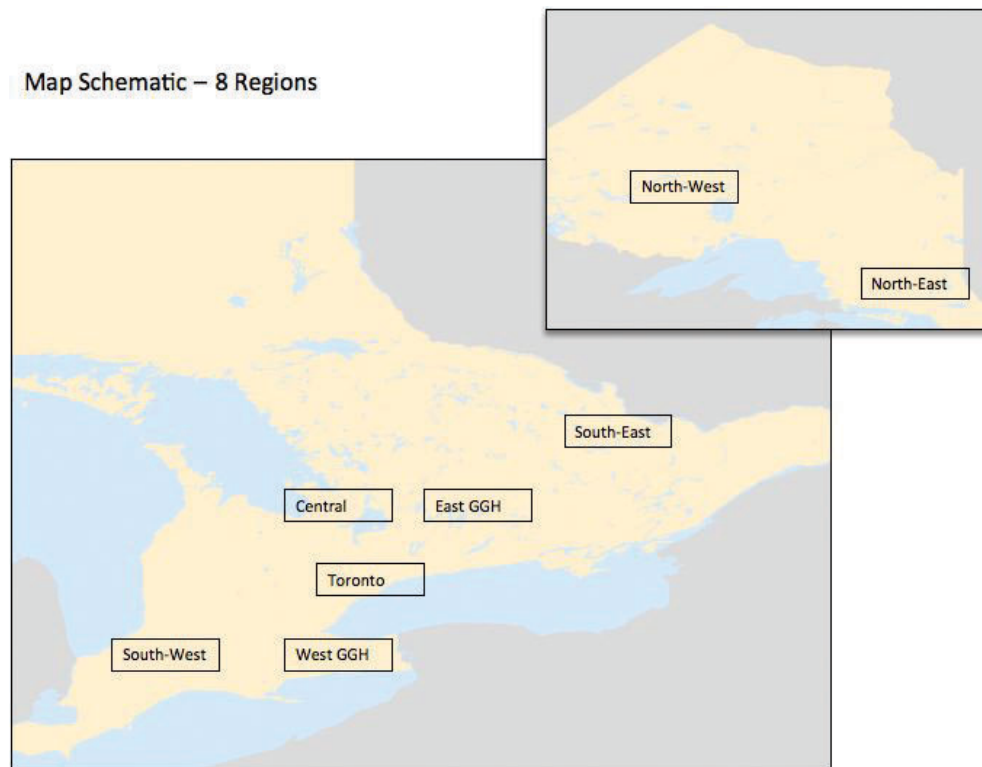 Map Schematic – 8 Regions
North-West
North-East
South-East
Central
East GGH
Toronto
South-West
West GGH